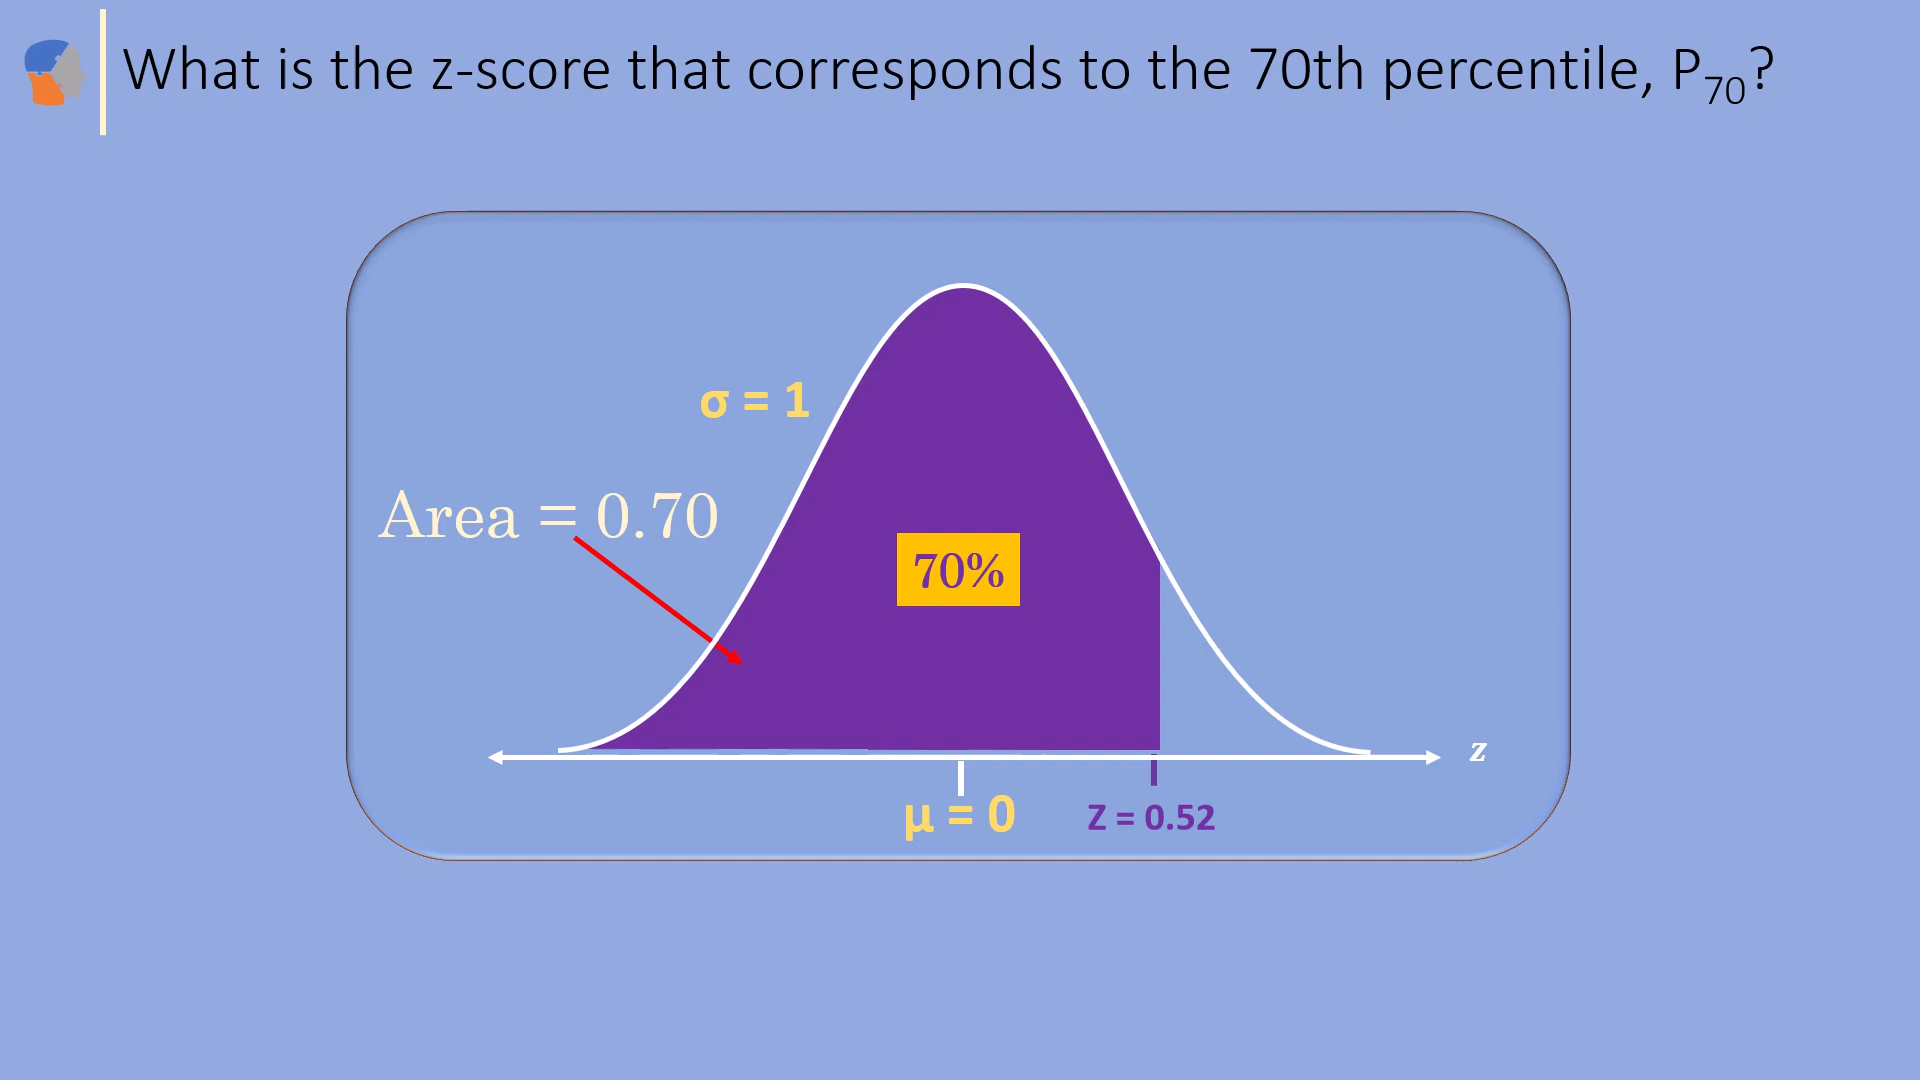 What is the z-score that corresponds to the 70th percentile, P70?
σ = 1
Area = 0.70
70%
z
μ = 0
Z = 0.52